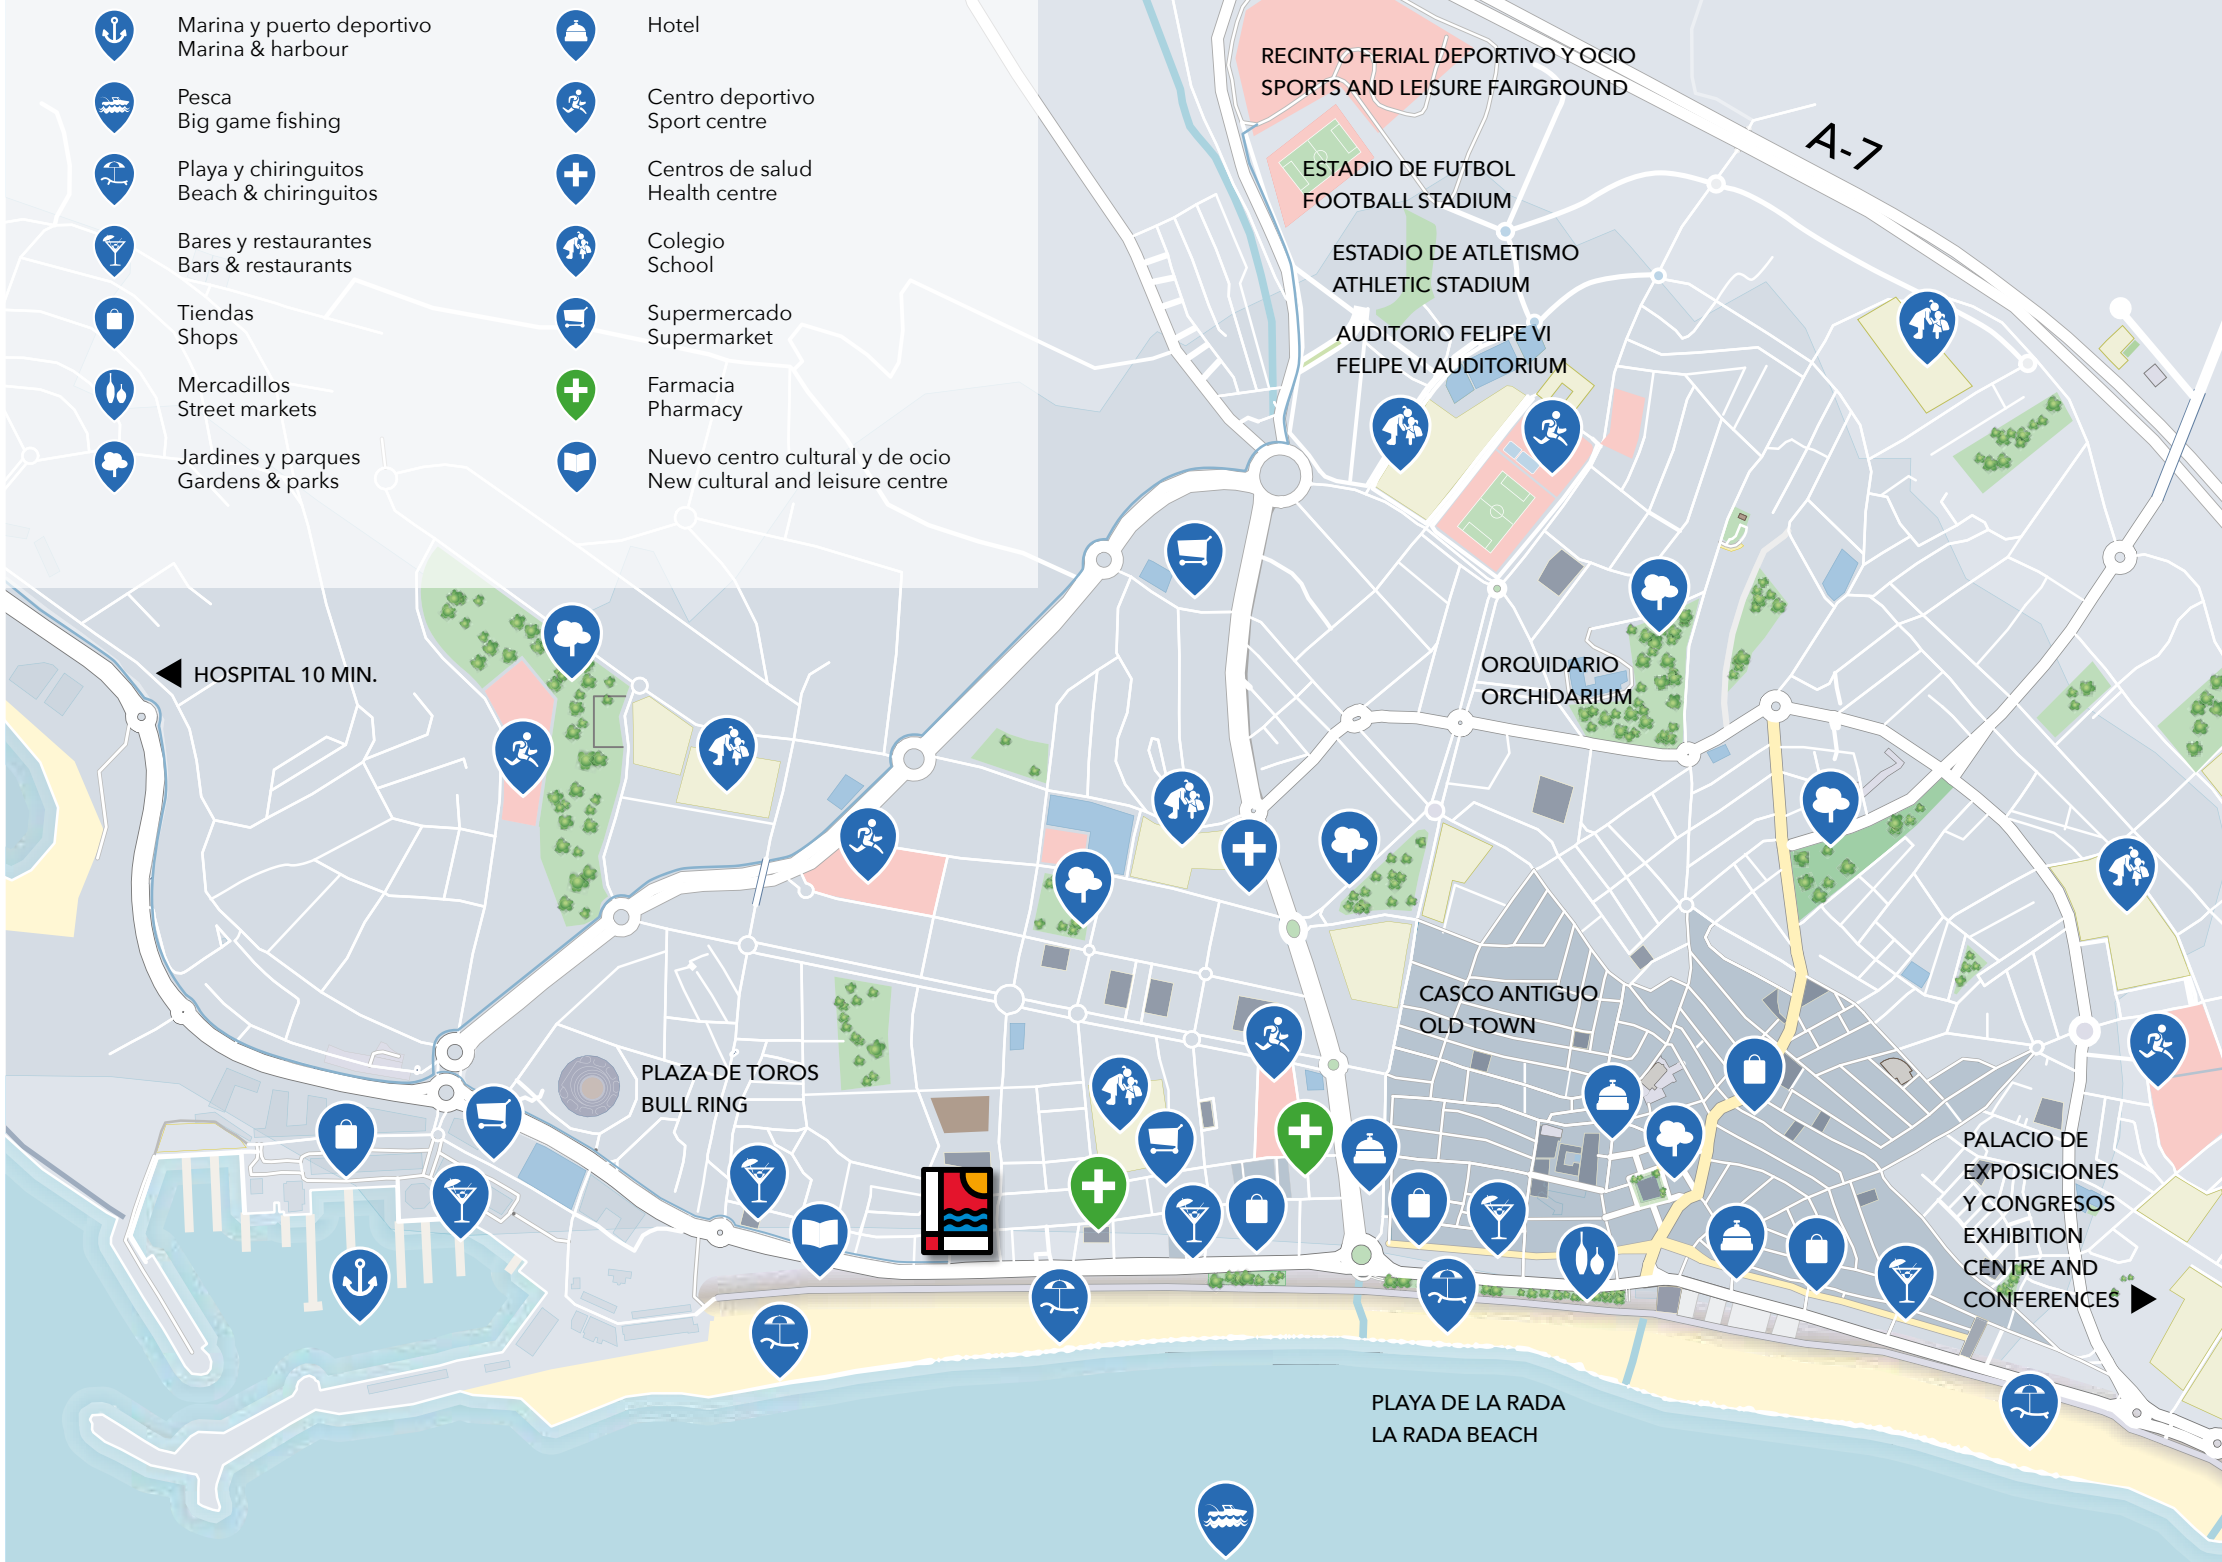 Marina y puerto deportivo
Marina & harbour
Pesca
Big game fishing
Playa y chiringuitos
Beach & chiringuitos
Bares y restaurantes
Bars & restaurants
Tiendas
Shops
Mercadillos
Street markets
Jardines y parques
Gardens & parks
Hotel
Centro deportivo
Sport centre
Centros de salud
Health centre
Colegio
School
Supermercado
Supermarket
Farmacia
Pharmacy
Nuevo centro cultural y de ocio
New cultural and leisure centre
RECINTO FERIAL DEPORTIVO Y OCIO
SPORTS AND LEISURE FAIRGROUND
A-7
ESTADIO DE FUTBOL
FOOTBALL STADIUM
ESTADIO DE ATLETISMO
ATHLETIC STADIUM
AUDITORIO FELIPE VI
FELIPE VI AUDITORIUM
HOSPITAL 10 MIN.
ORQUIDARIO
ORCHIDARIUM
CASCO ANTIGUO
OLD TOWN
PLAZA DE TOROS
BULL RING
PALACIO DE
EXPOSICIONES
Y CONGRESOS
EXHIBITION
CENTRE AND
CONFERENCES
PLAYA DE LA RADA
LA RADA BEACH